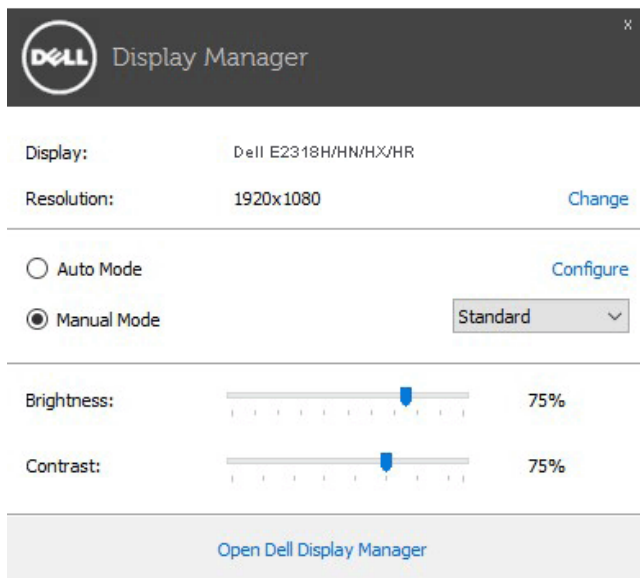 DELL Display Manager x
Display: Dell E2318H/HN/HX/HR
Resolution: 1920x1080 Change
Auto Mode Configure
Manual Mode Standard
Brightness: 75%
Contrast: 75%
Open Dell Display Manager